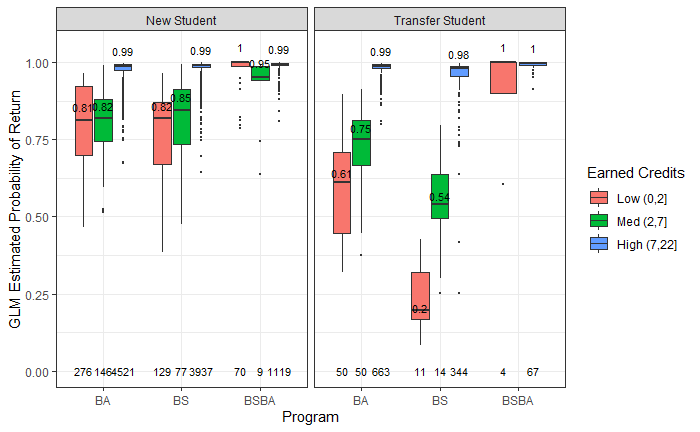 New Student
Transfer Student
GLM Estimated Probability of Return
1.00
0.75
0.50
0.25
0.00
0.81
0.82
0.99
0.82
0.85
0.99
1
0.95
0.99
0.61
0.75
0.99
0.2
0.54
0.98
1
1
276 146 4521
129 77 3937
70 9 1119
50 50 663
11 14 344
4 67
BA BS BSBA
BA BS BSBA
Program
Earned Credits
Low (0,2]
Med (2,7]
High (7,22]